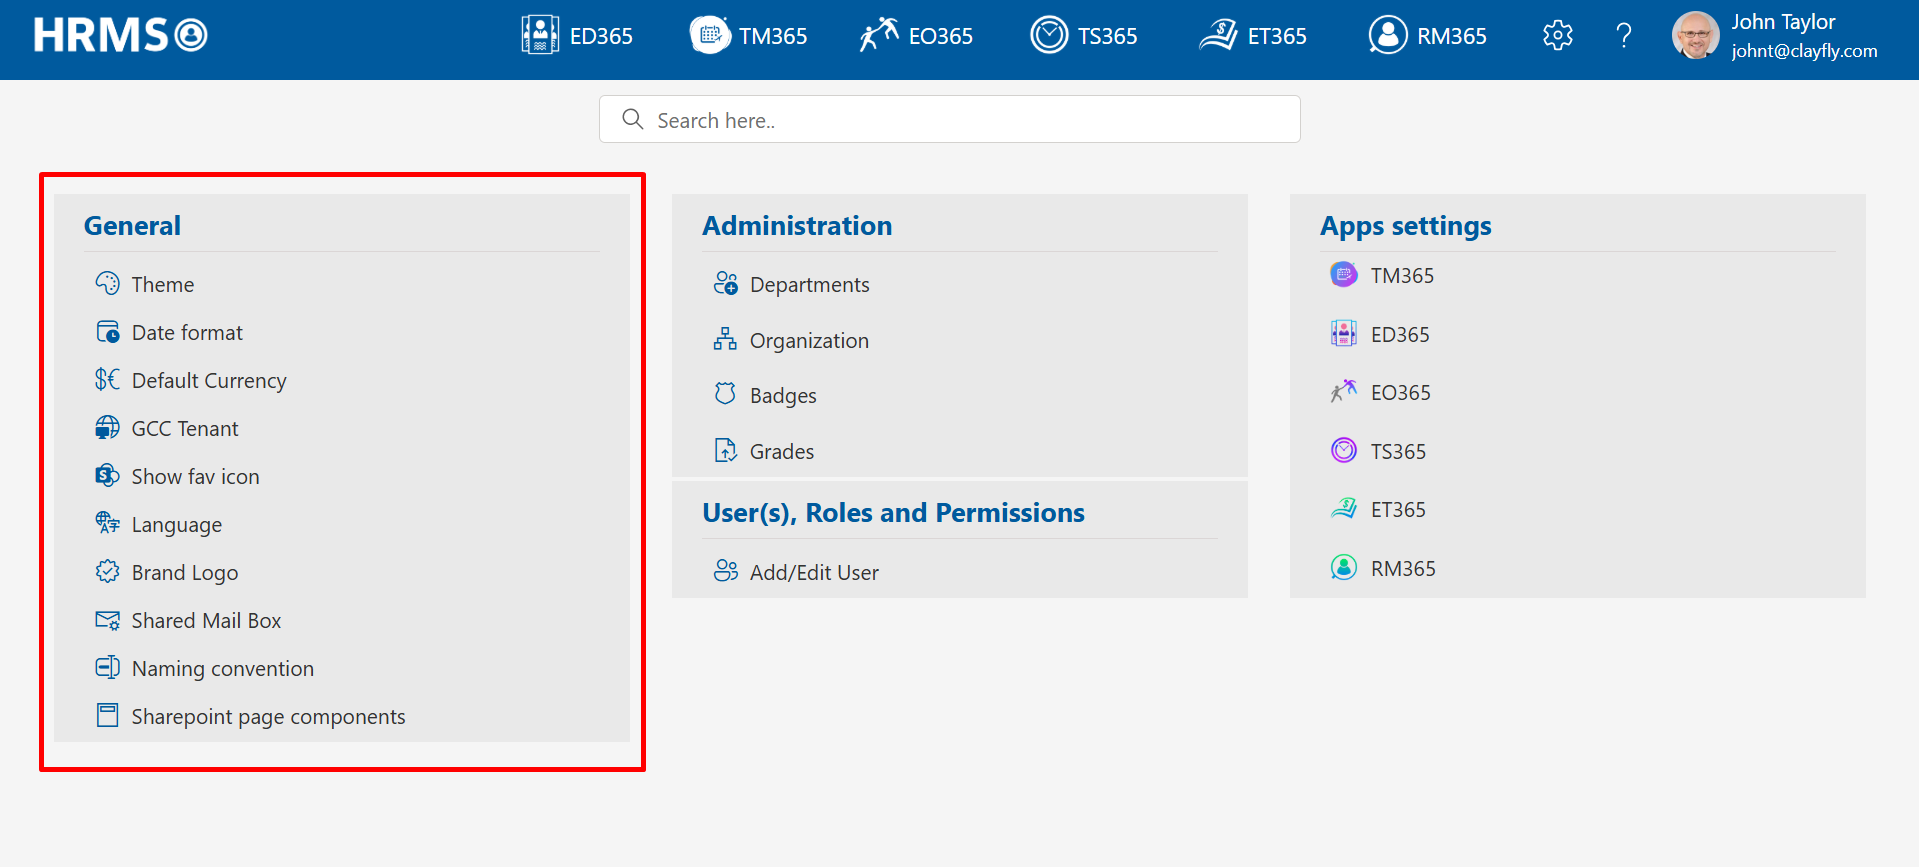 HRMS
ED365
TM365
EO365
TS365
ET365
RM365
John Taylor
johnt@clayfly.com
Search here..
General
Theme
Date format
Default Currency
GCC Tenant
Show fav icon
Language
Brand Logo
Shared Mail Box
Naming convention
Sharepoint page components
Administration
Departments
Organization
Badges
Grades
User(s), Roles and Permissions
Add/Edit User
Apps settings
TM365
ED365
EO365
TS365
ET365
RM365